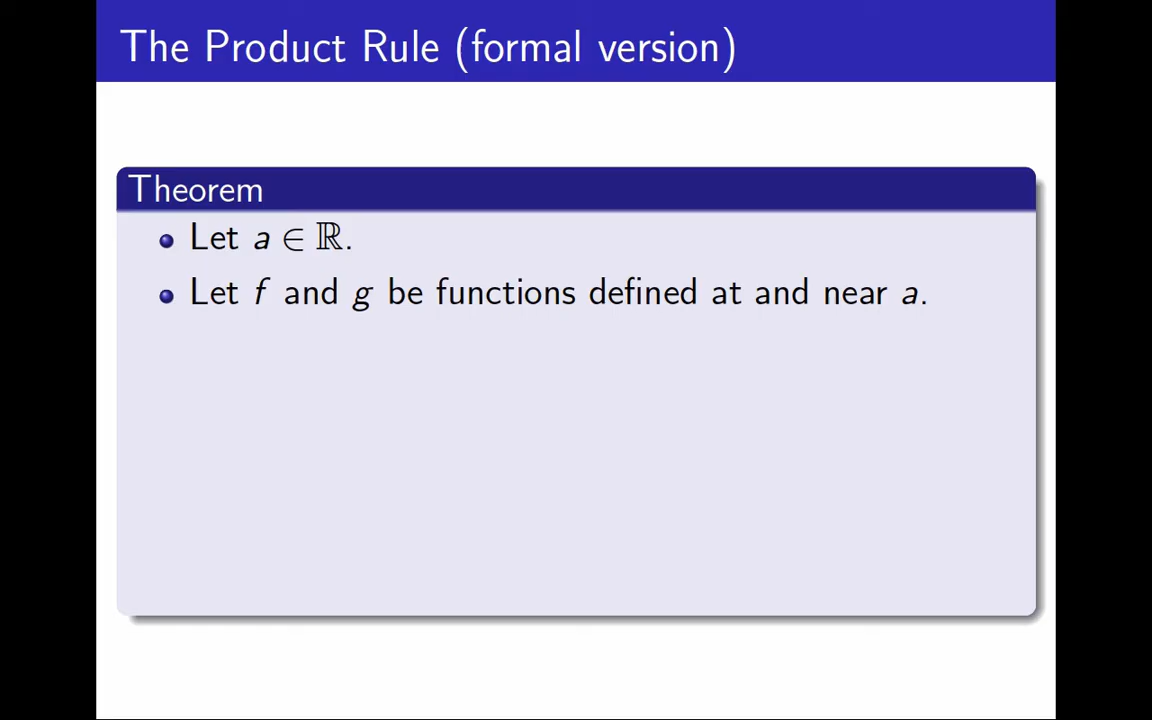 The Product Rule (formal version)
Theorem
Let a ∈ ℝ.
Let f and g be functions defined at and near a.